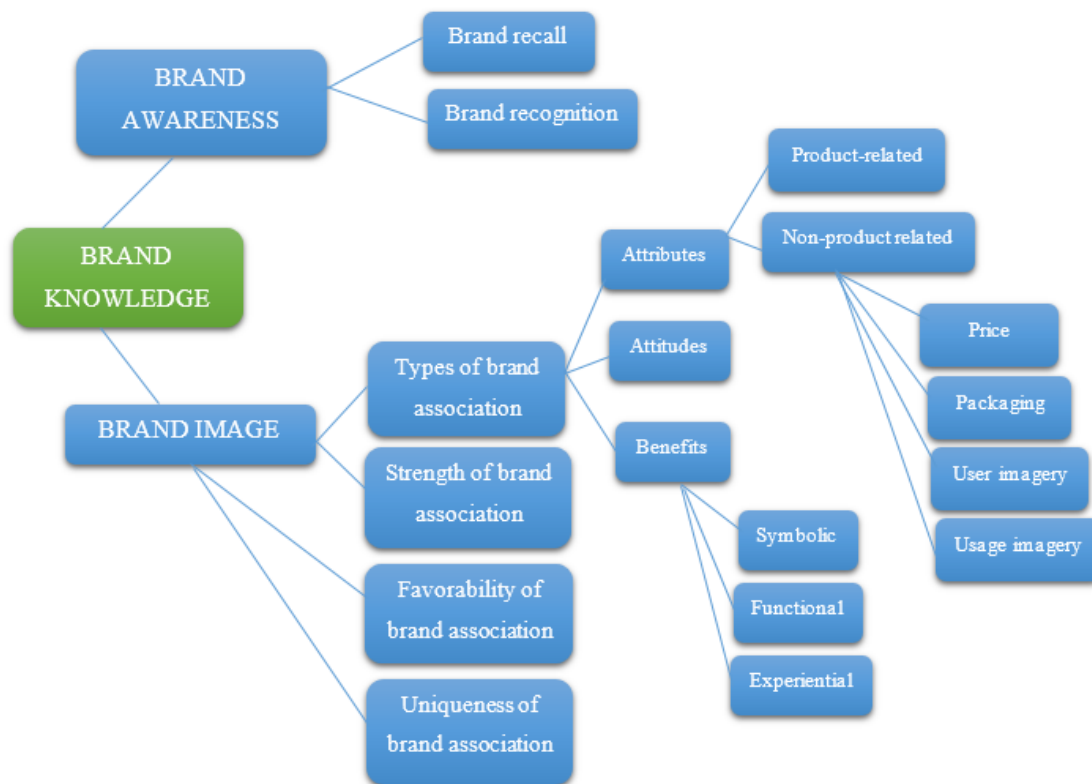 BRAND
AWARENESS
Brand recall
Brand recognition
BRAND
KNOWLEDGE
BRAND IMAGE
Types of brand
association
Strength of brand
association
Favorability of
brand association
Uniqueness of
brand association
Attributes
Attitudes
Benefits
Product-related
Non-product related
Price
Packaging
User imagery
Usage imagery
Symbolic
Functional
Experiential